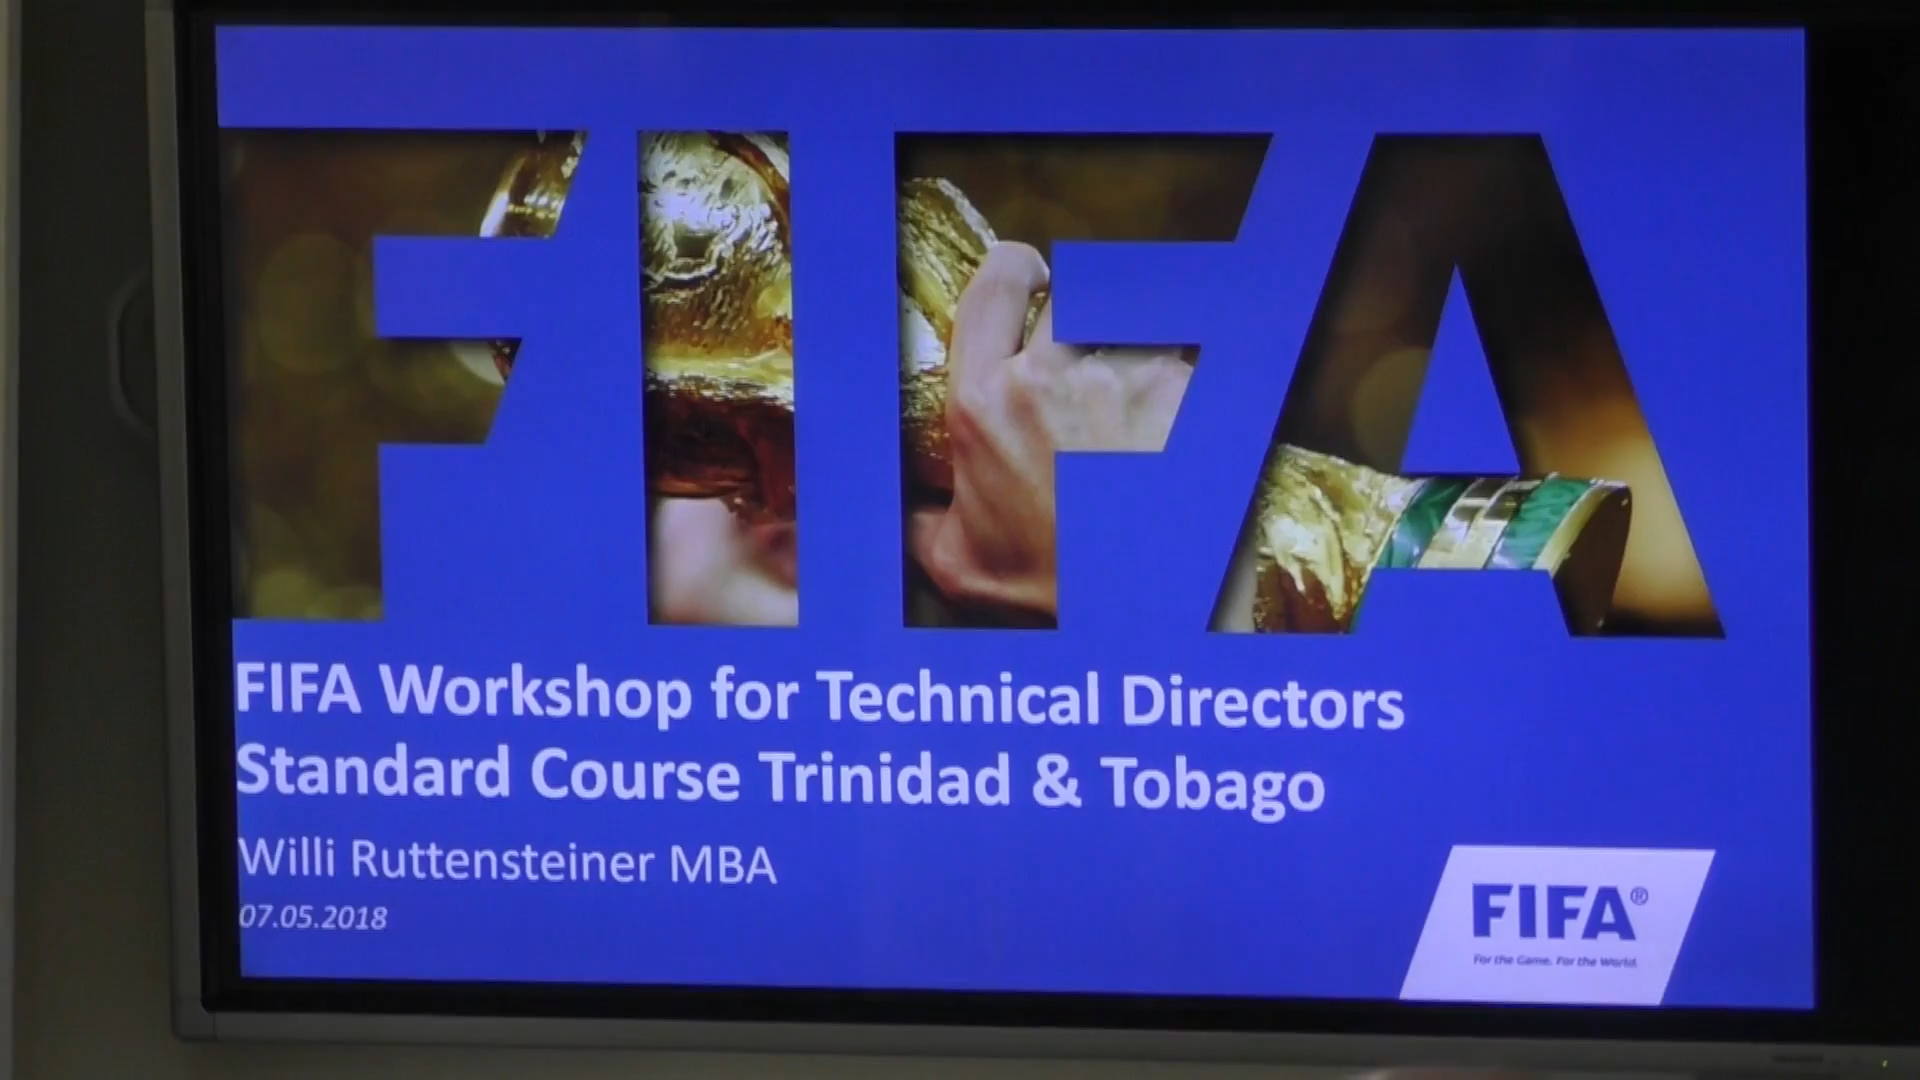 FIFA
FIFA Workshop for Technical Directors
Standard Course Trinidad & Tobago
Willi Ruttensteiner MBA
07.05.2018
FIFA®
For the Game. For the World.